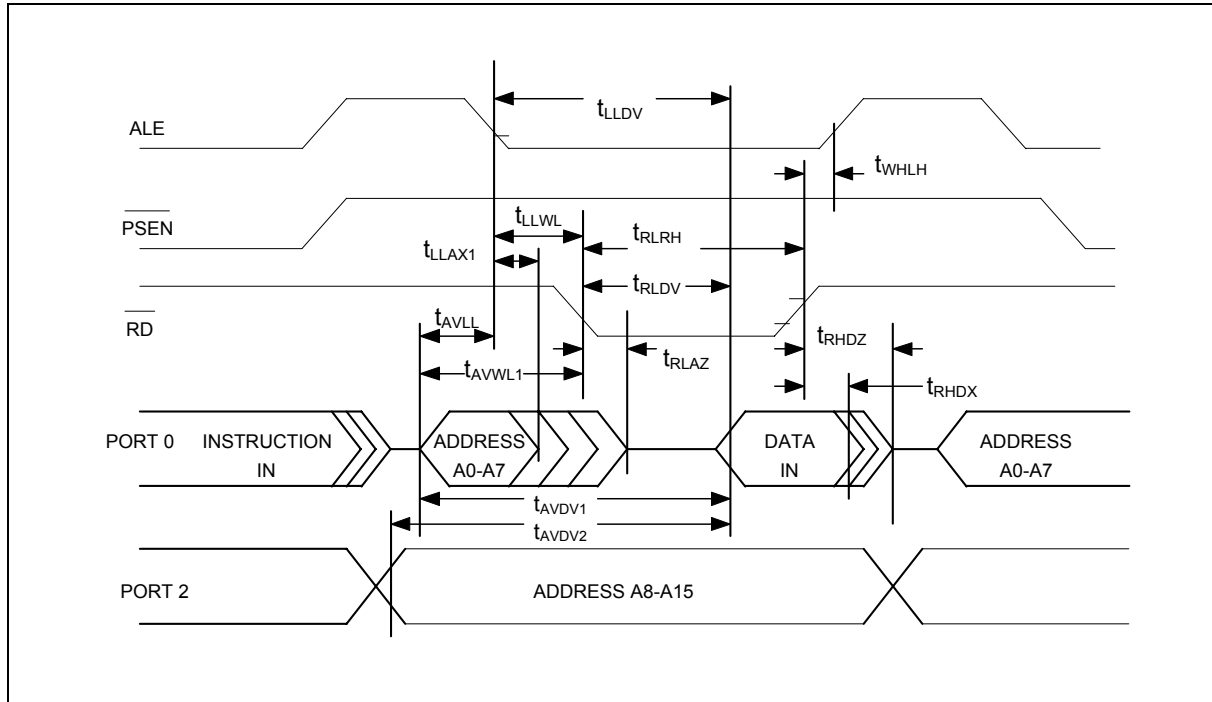 tLLDV
ALE
tWHLH
tLLWL
PSEN
tRLRH
tLLAX1
tRLDV
RD
tAVLL
tRHDZ
tRLAZ
tAVWL1
tRHDX
PORT 0
INSTRUCTION
IN
ADDRESS
A0-A7
DATA
IN
ADDRESS
A0-A7
tAVDV1
tAVDV2
PORT 2
ADDRESS A8-A15